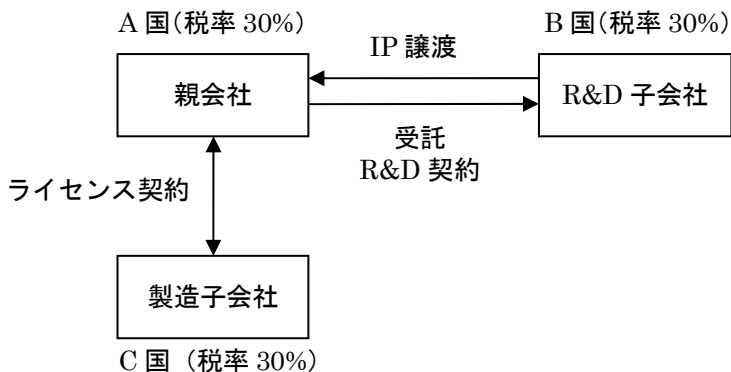 A 国(税率 30%)
B 国(税率 30%)
IP 譲渡
親会社
R&D 子会社
受託
R&D 契約
ライセンス契約
製造子会社
C 国（税率 30%）